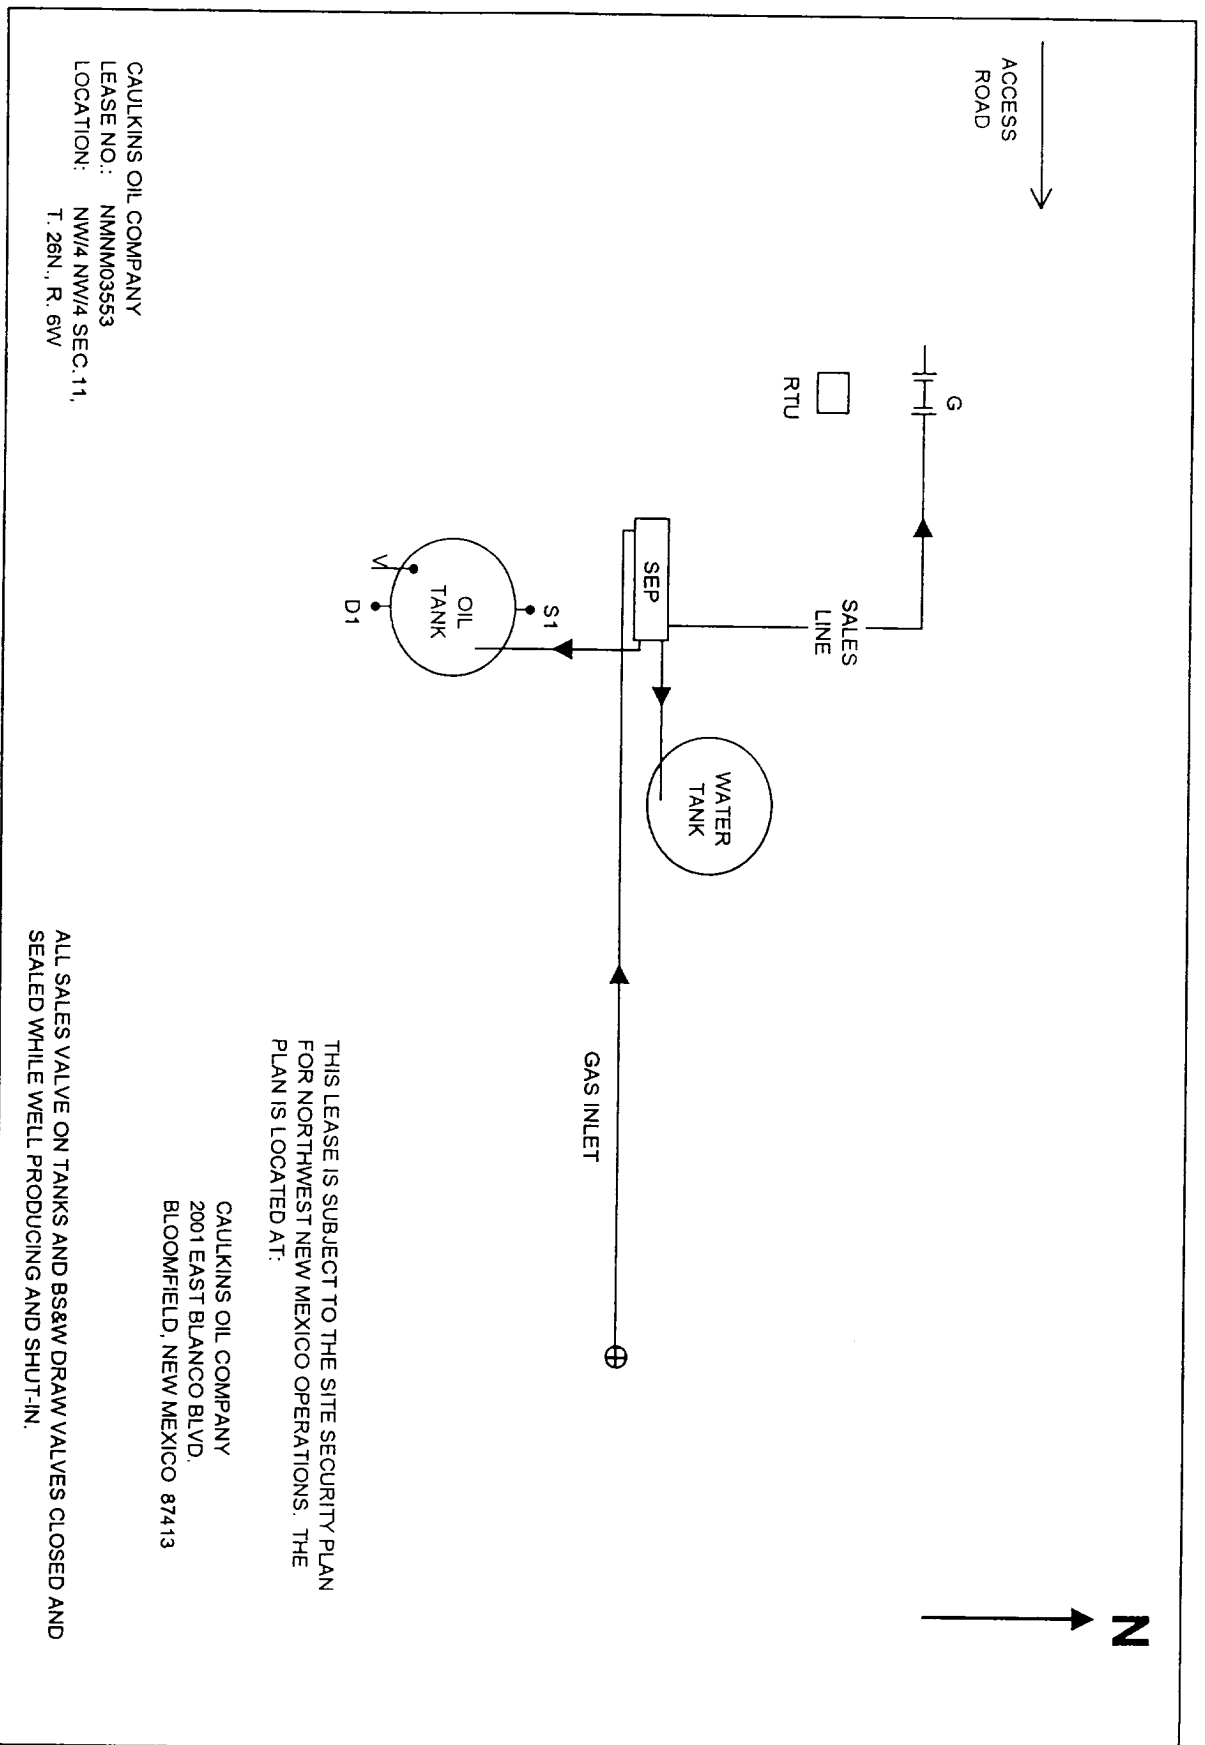 ACCESS
ROAD
N
G
RTU
SALES
LINE
SEP
WATER
TANK
S1
OIL
TANK
V
D1
GAS INLET
THIS LEASE IS SUBJECT TO THE SITE SECURITY PLAN
FOR NORTHWEST NEW MEXICO OPERATIONS. THE
PLAN IS LOCATED AT:
CAULKINS OIL COMPANY
2001 EAST BLANCO BLVD.
BLOOMFIELD, NEW MEXICO 87413
CAULKINS OIL COMPANY
LEASE NO.: NMNM03553
LOCATION: NW/4 NW/4 SEC.11,
T. 26N., R. 6W
ALL SALES VALVE ON TANKS AND BS&W DRAW VALVES CLOSED AND
SEALED WHILE WELL PRODUCING AND SHUT-IN.